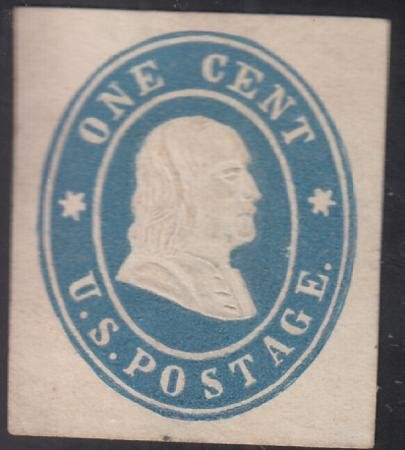 ONE CENT
U.S. POSTAGE.